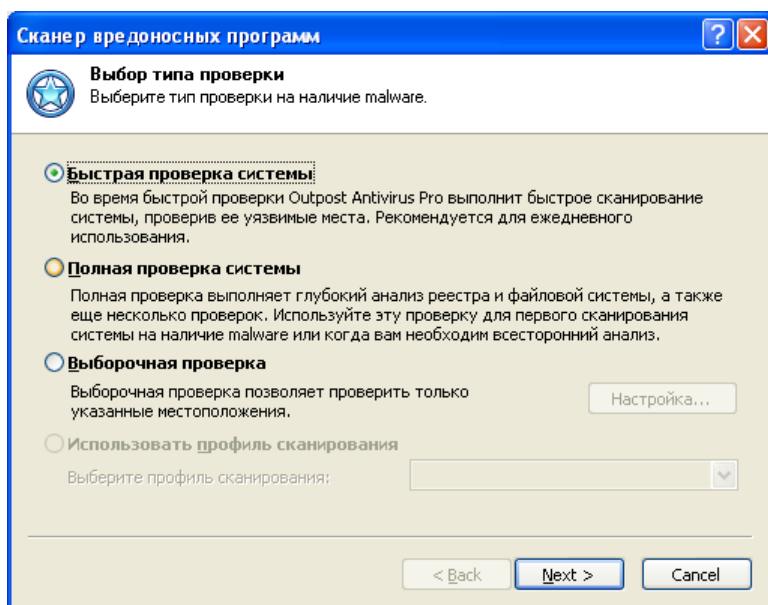 Сканер вредоносных программ
Выбор типа проверки
Выберите тип проверки на наличие malware.
Быстрая проверка системы
Во время быстрой проверки Outpost Antivirus Pro выполнит быстрое сканирование
системы, проверив ее уязвимые места. Рекомендуется для ежедневного
использования.
Полная проверка системы
Полная проверка выполняет глубокий анализ реестра и файловой системы, а также
еще несколько проверок. Используйте эту проверку для первого сканирования
системы на наличие malware или когда вам необходим всесторонний анализ.
Выборочная проверка
Выборочная проверка позволяет проверить только
указанные местоположения.
Настройка...
Использовать профиль сканирования
Выберите профиль сканирования:
< Back
Next >
Cancel